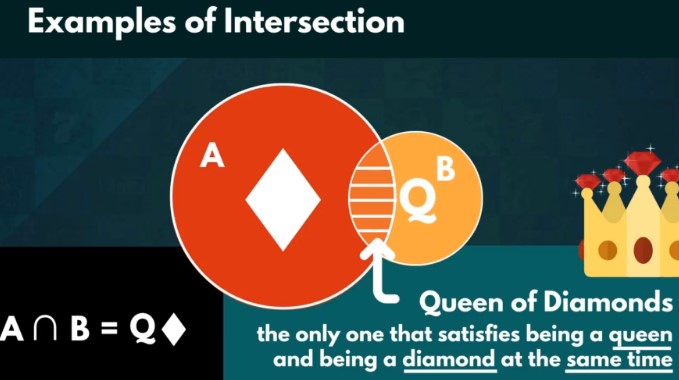 Examples of Intersection
A
B
Q
A ∩ B = Q♦
Queen of Diamonds
the only one that satisfies being a queen
and being a diamond at the same time